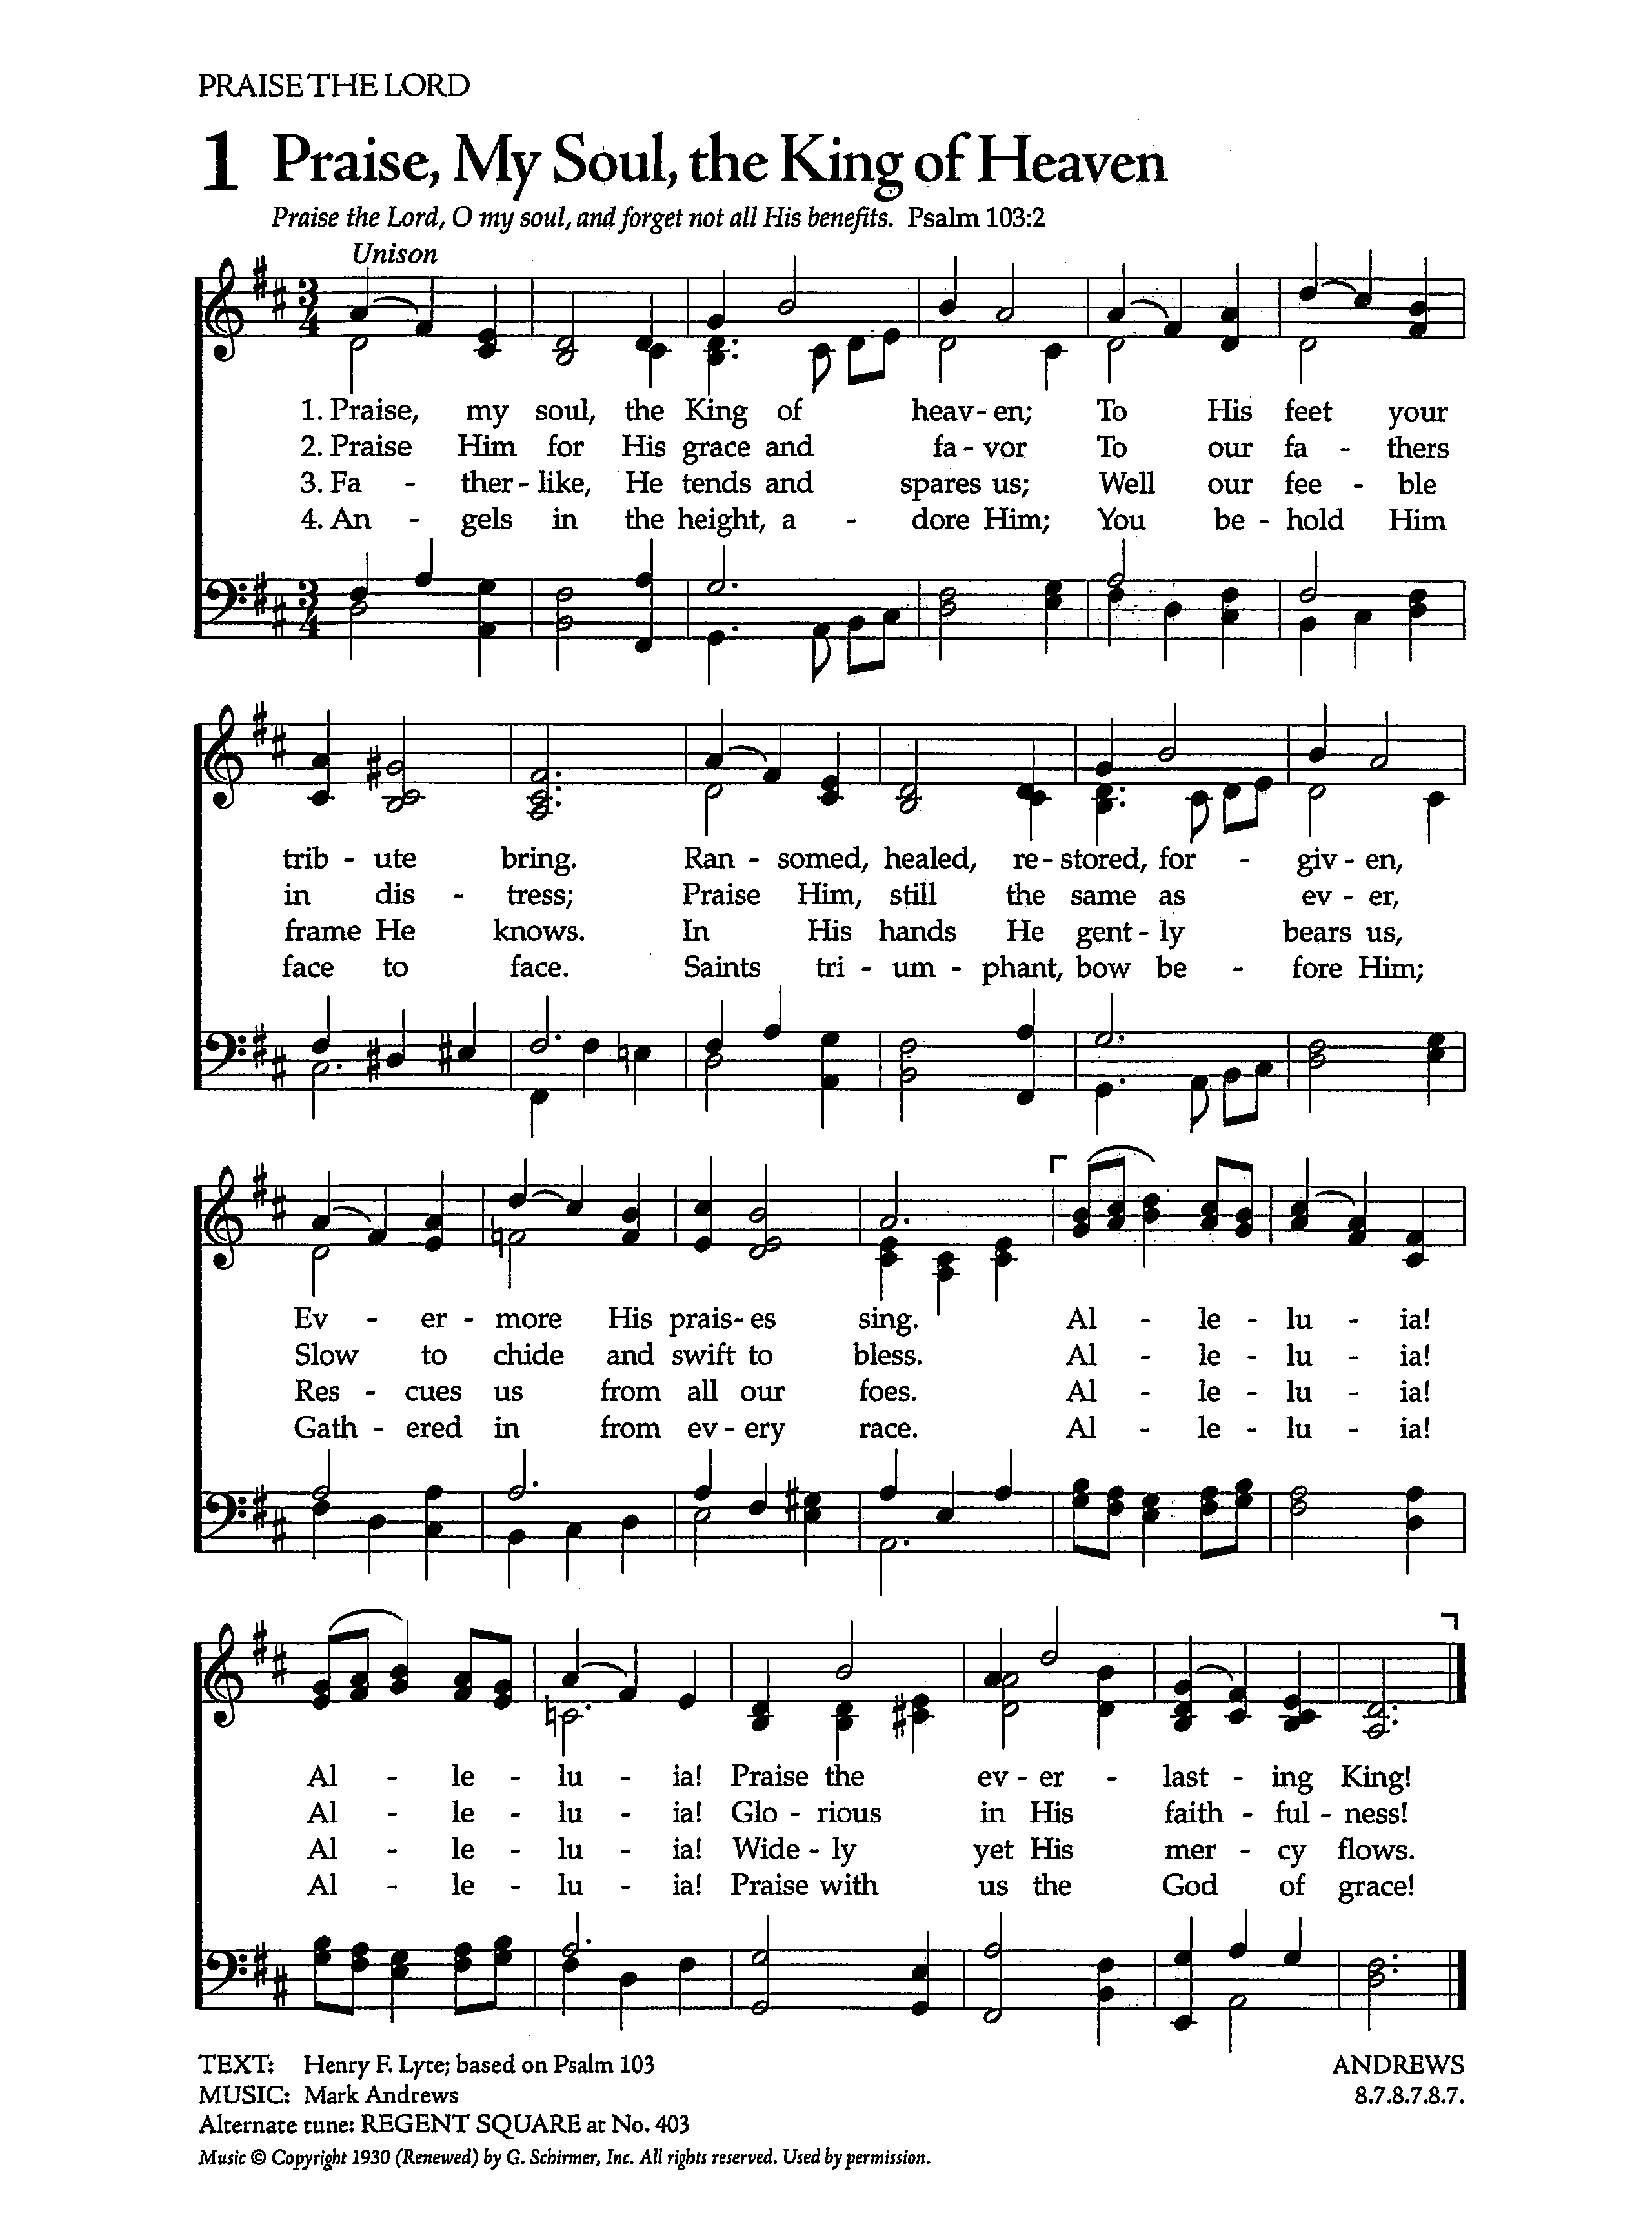 PRAISE THE LORD
1 Praise, My Soul, the King of Heaven
Praise the Lord, O my soul, and forget not all His benefits. Psalm 103:2
Unison
3 4
1. Praise, my soul, the King of heav - en; To His feet your
2. Praise Him for His grace and fa - vor To our fa - thers
3. Fa - ther - like, He tends and spares us; Well our fee - ble
4. An - gels in the height, a - dore Him; You be - hold Him
3 4
trib - ute bring. Ran - somed, healed, re - stored, for - giv - en,
in dis - tress; Praise Him, still the same as ev - er,
frame He knows. In His hands He gent - ly bears us,
face to face. Saints tri - um - phant, bow be - fore Him;
Ev - er - more His prais - es sing. Al - le - lu - ia!
Slow to chide and swift to bless. Al - le - lu - ia!
Res - cues us from all our foes. Al - le - lu - ia!
Gath - ered in from ev - ery race. Al - le - lu - ia!
Al - le - lu - ia! Praise the ev - er - last - ing King!
Al - le - lu - ia! Glo - rious in His faith - ful - ness!
Al - le - lu - ia! Wide - ly yet His mer - cy flows.
Al - le - lu - ia! Praise with us the God of grace!
TEXT: Henry F. Lyte; based on Psalm 103 ANDREWS
MUSIC: Mark Andrews 8.7.8.7.8.7.
Alternate tune: REGENT SQUARE at No. 403
Music © Copyright 1930 (Renewed) by G. Schirmer, Inc. All rights reserved. Used by permission.